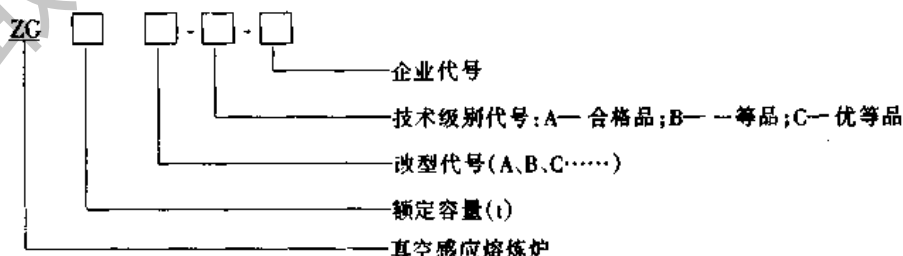 ZG □ □-□-□
企业代号
技术级别代号:A—合格品;B—一等品;C—优等品
改型代号(A、B、C……)
额定容量(t)
真空感应熔炼炉